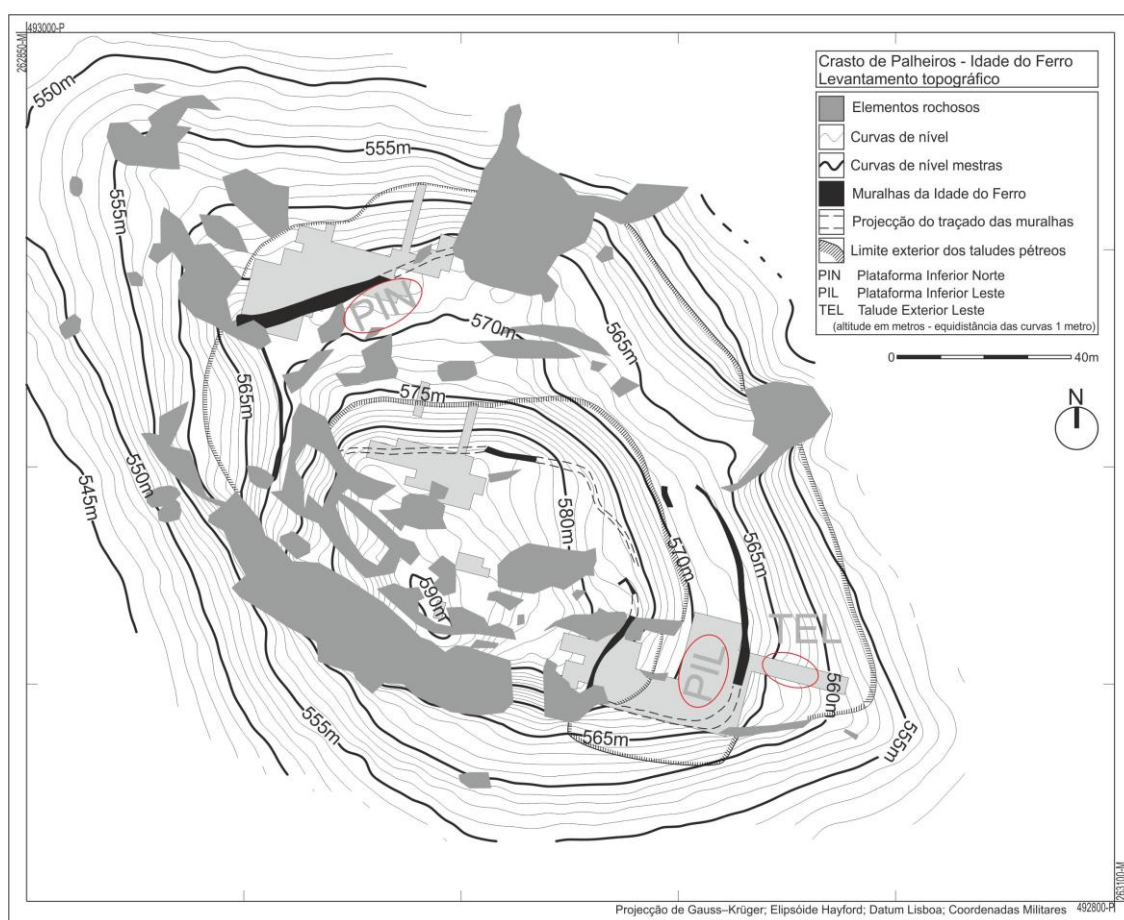 493000-P
262850-M
Crasto de Palheiros - Idade do Ferro
Levantamento topográfico
Elementos rochosos
Curvas de nível
Curvas de nível mestras
Muralhas da Idade do Ferro
Projecção do traçado das muralhas
Limite exterior dos taludes pétreos
PIN Plataforma Inferior Norte
PIL Plataforma Inferior Leste
TEL Talude Exterior Leste
(altitude em metros - equidistância das curvas 1 metro)
0 40m
N
550m
555m
555m
PIN
570m
565m
565m
575m
550m
545m
580m
570m
565m
590m
TEL
PIL
560m
565m
555m
555m
263100-M
492800-P
Projecção de Gauss–Krüger; Elipsóide Hayford; Datum Lisboa; Coordenadas Militares